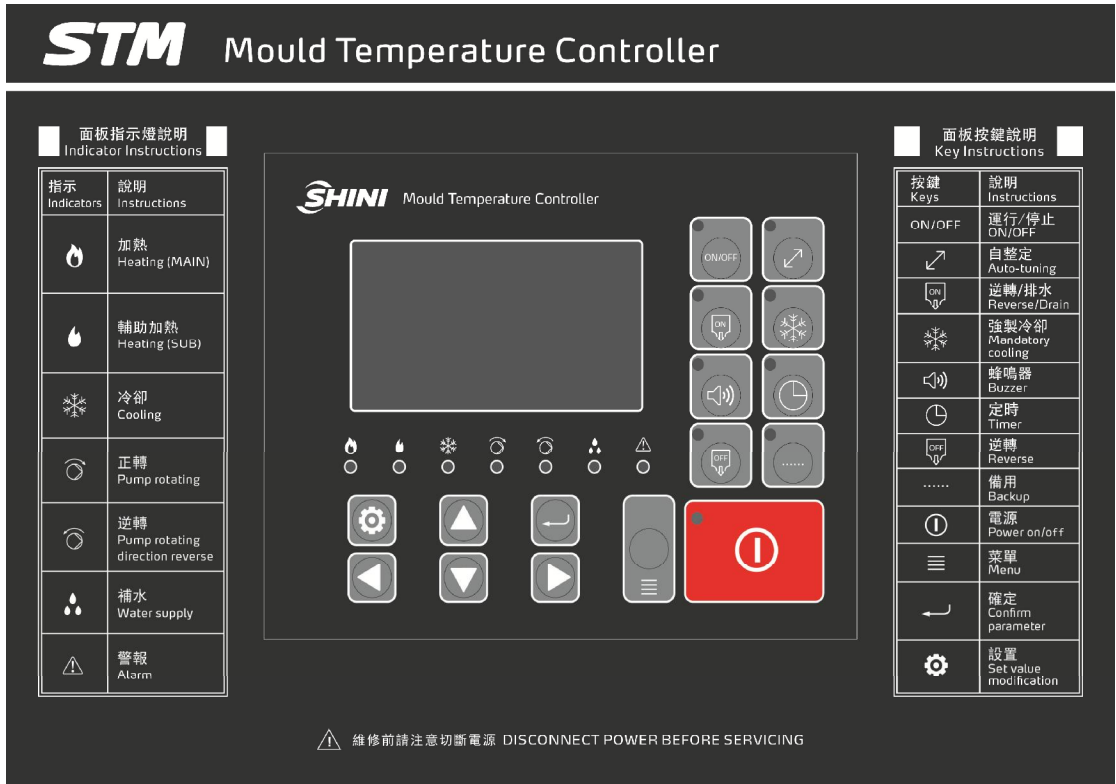 STM Mould Temperature Controller
面板指示燈說明
Indicator Instructions
指示 說明
Indicators Instructions
加熱
Heating (MAIN)
輔助加熱
Heating (SUB)
冷卻
Cooling
正轉
Pump rotating
逆轉
Pump rotating
direction reverse
補水
Water supply
警報
Alarm
SHINI Mould Temperature Controller
ON/OFF
ON
OFF
......
面板按鍵說明
Key Instructions
按鍵 說明
Keys Instructions
ON/OFF 運行/停止
ON/OFF
自整定
Auto-tuning
ON 逆轉/排水
Reverse/Drain
強製冷卻
Mandatory
cooling
蜂鳴器
Buzzer
定時
Timer
OFF 逆轉
Reverse
...... 備用
Backup
電源
Power on/off
菜單
Menu
確定
Confirm
parameter
設置
Set value
modification
維修前請注意切斷電源 DISCONNECT POWER BEFORE SERVICING